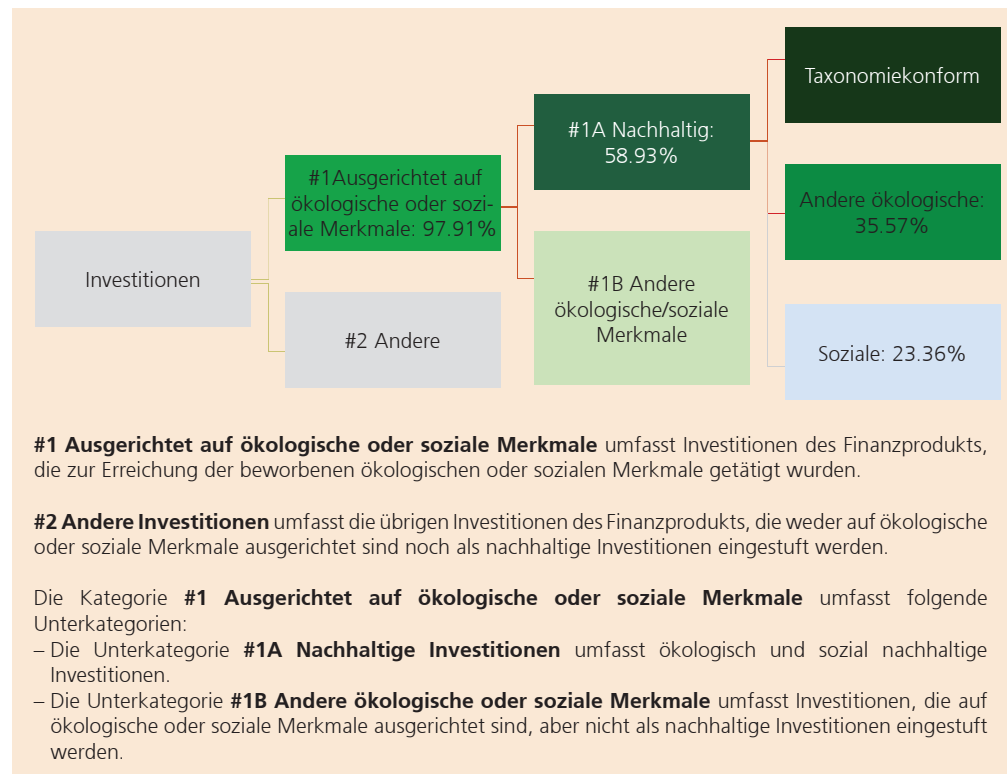 Investitionen
#1Ausgerichtet auf
ökologische oder sozi-
ale Merkmale: 97.91%
#2 Andere
#1A Nachhaltig:
58.93%
#1B Andere
ökologische/soziale
Merkmale
Taxonomiekonform
Andere ökologische:
35.57%
Soziale: 23.36%
#1 Ausgerichtet auf ökologische oder soziale Merkmale umfasst Investitionen des Finanzprodukts,
die zur Erreichung der beworbenen ökologischen oder sozialen Merkmale getätigt wurden.
#2 Andere Investitionen umfasst die übrigen Investitionen des Finanzprodukts, die weder auf ökologische
oder soziale Merkmale ausgerichtet sind noch als nachhaltige Investitionen eingestuft werden.
Die Kategorie #1 Ausgerichtet auf ökologische oder soziale Merkmale umfasst folgende
Unterkategorien:
– Die Unterkategorie #1A Nachhaltige Investitionen umfasst ökologisch und sozial nachhaltige
Investitionen.
– Die Unterkategorie #1B Andere ökologische oder soziale Merkmale umfasst Investitionen, die auf
ökologische oder soziale Merkmale ausgerichtet sind, aber nicht als nachhaltige Investitionen eingestuft
werden.